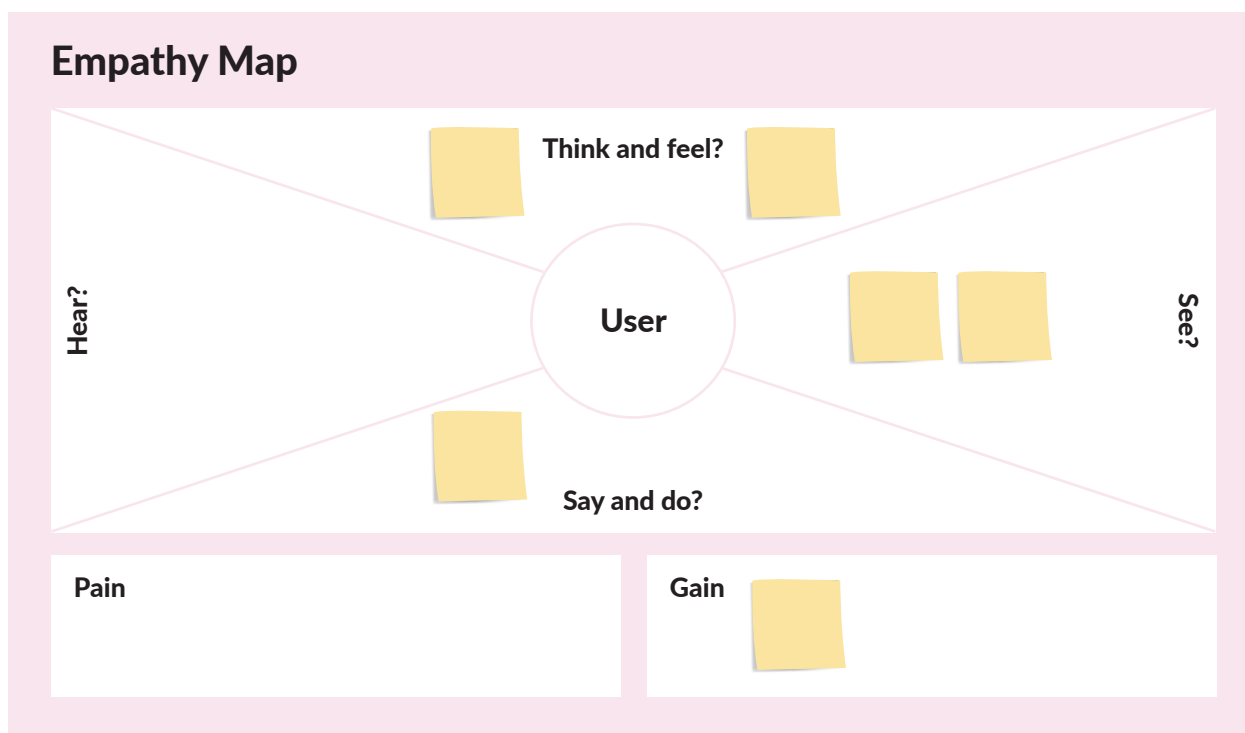 Empathy Map
Think and feel?
Hear?
User
See?
Say and do?
Pain
Gain